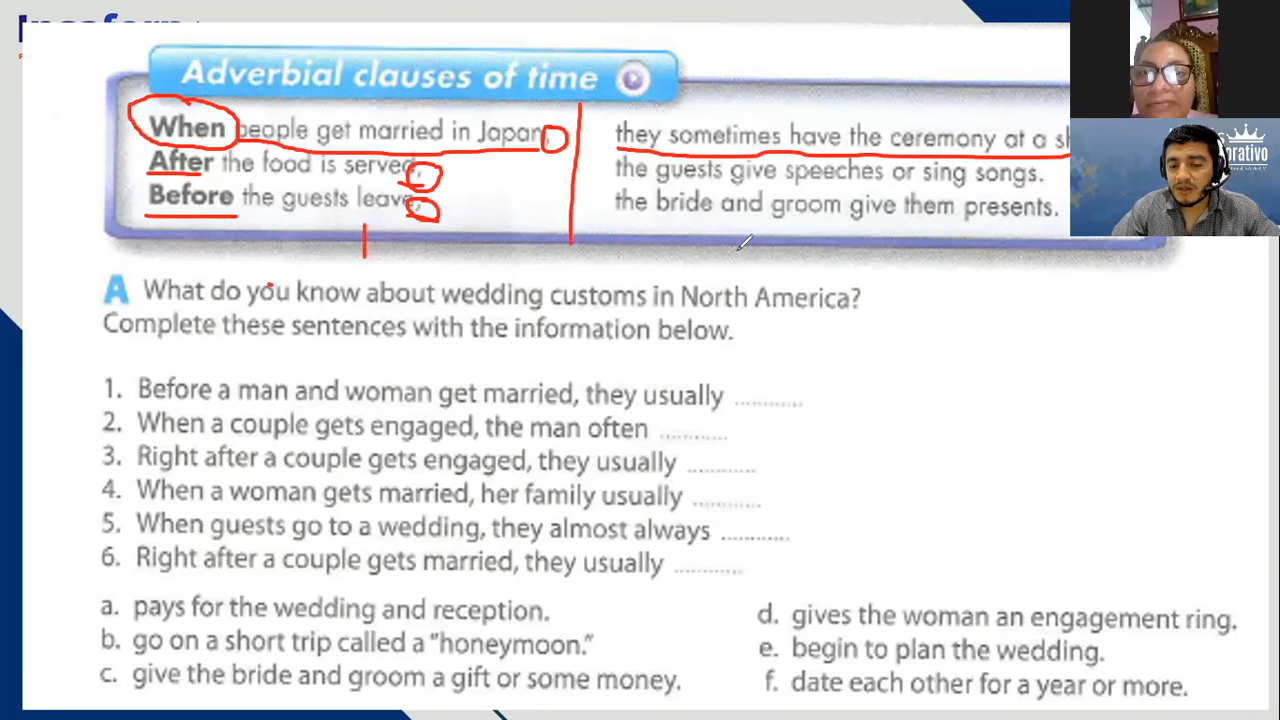 Adverbial clauses of time
When people get married in Japan, they sometimes have the ceremony at a
After the food is served, the guests give speeches or sing songs.
Before the guests leave, the bride and groom give them presents.
A What do you know about wedding customs in North America?
Complete these sentences with the information below.
1. Before a man and woman get married, they usually ............
2. When a couple gets engaged, the man often ............
3. Right after a couple gets engaged, they usually ............
4. When a woman gets married, her family usually ............
5. When guests go to a wedding, they almost always ............
6. Right after a couple gets married, they usually ............
a. pays for the wedding and reception.
b. go on a short trip called a "honeymoon."
c. give the bride and groom a gift or some money.
d. gives the woman an engagement ring.
e. begin to plan the wedding.
f. date each other for a year or more.